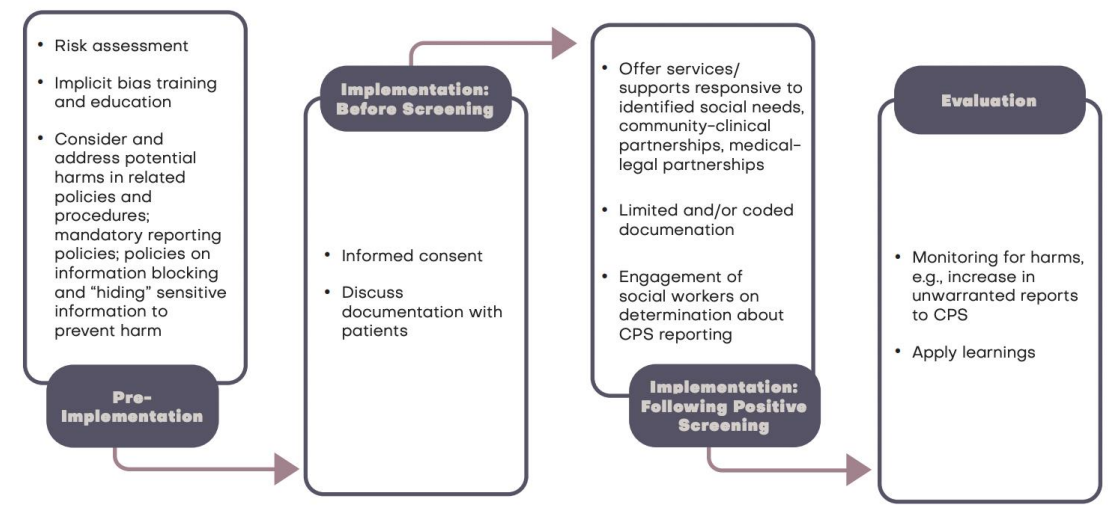 • Risk assessment
• Implicit bias training
and education
• Consider and
address potential
harms in related
policies and
procedures;
mandatory reporting
policies; policies on
information blocking
and “hiding” sensitive
information to
prevent harm
Pre-
Implementation
Implementation:
Before Screening
• Informed consent
• Discuss
documentation with
patients
• Offer services/
supports responsive to
identified social needs,
community-clinical
partnerships, medical-
legal partnerships
• Limited and/or coded
documenation
• Engagement of
social workers on
determination about
CPS reporting
Implementation:
Following Positive
Screening
Evaluation
• Monitoring for harms,
e.g., increase in
unwarranted reports
to CPS
• Apply learnings